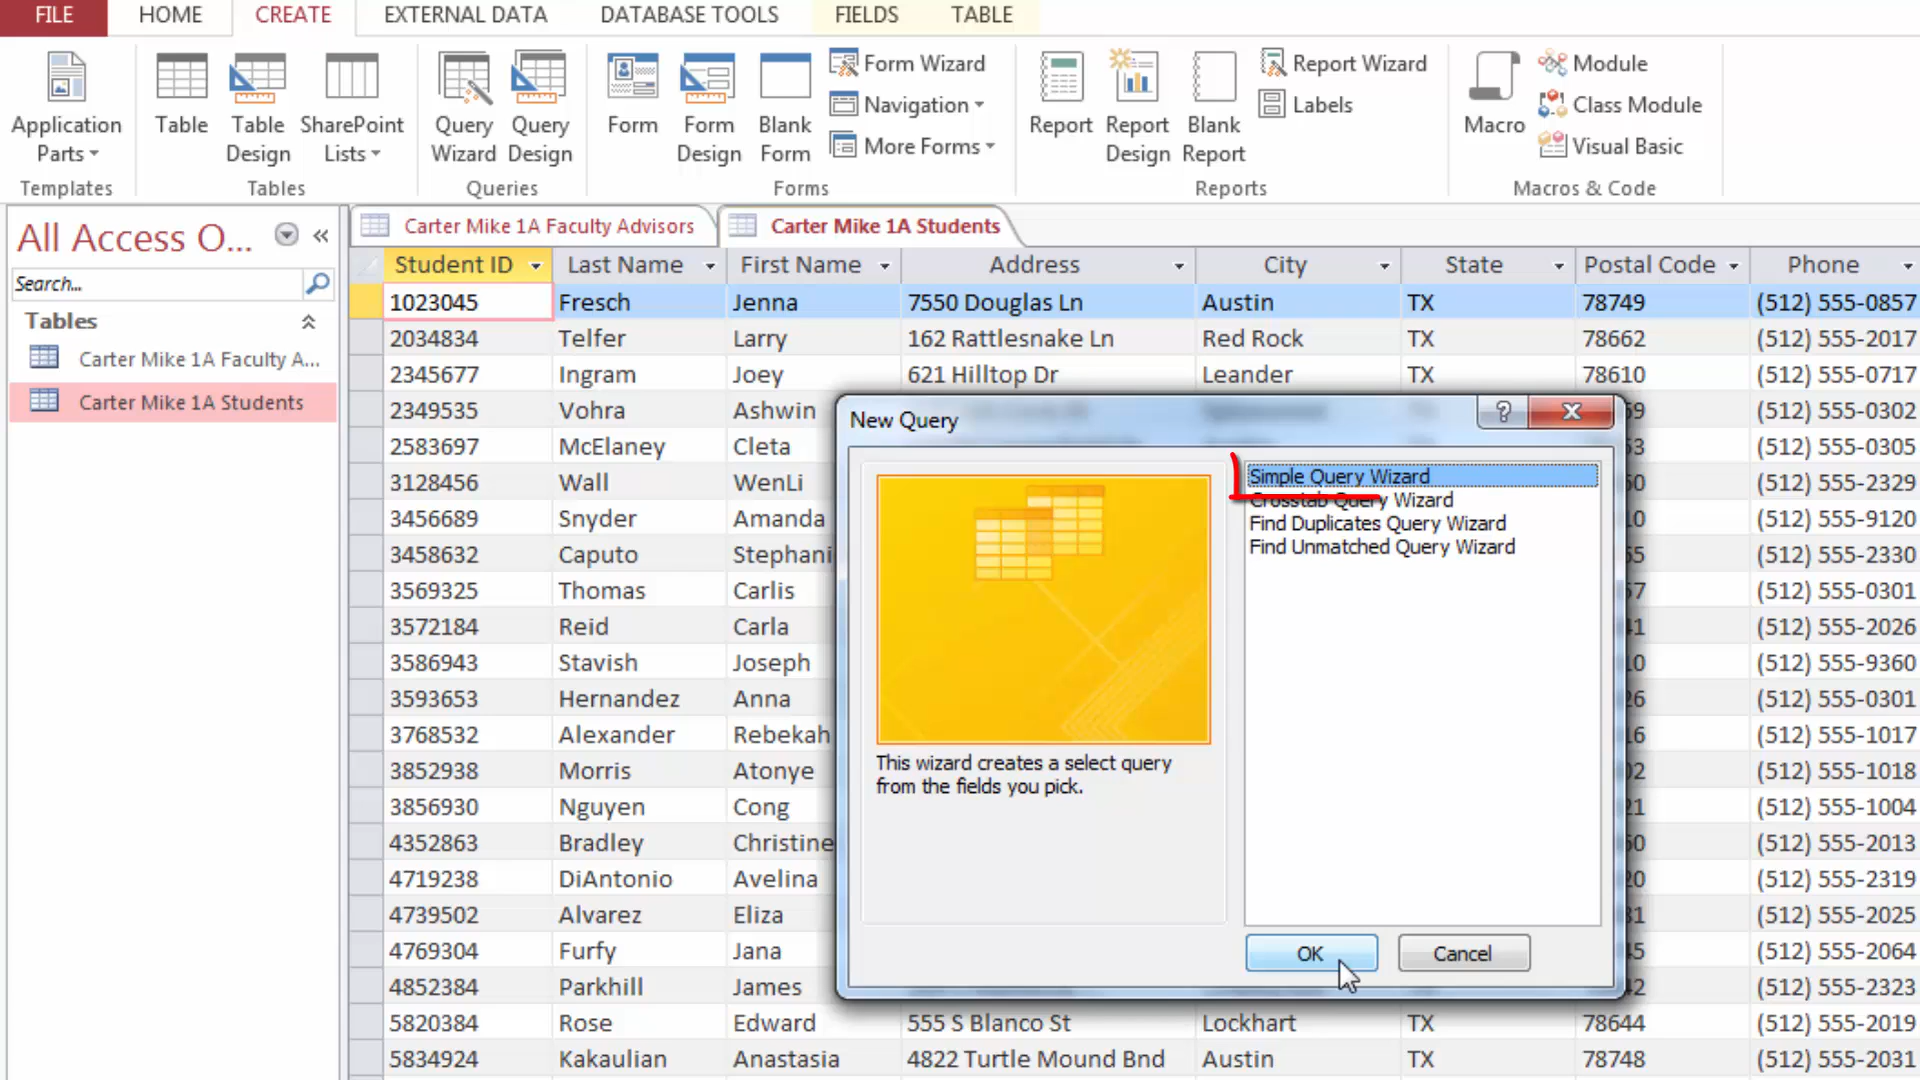 FILE HOME CREATE EXTERNAL DATA DATABASE TOOLS FIELDS TABLE
Application Parts
Templates
Table
Table Design
SharePoint Lists
Tables
Query Wizard
Query Design
Queries
Form
Form Design
Blank Form
Form Wizard
Navigation
More Forms
Forms
Report
Report Design
Blank Report
Report Wizard
Labels
Reports
Macro
Module
Class Module
Visual Basic
Macros & Code
All Access O...
Search...
Tables
Carter Mike 1A Faculty A...
Carter Mike 1A Students
Carter Mike 1A Faculty Advisors Carter Mike 1A Students
Student ID Last Name First Name Address City State Postal Code Phone
1023045 Fresch Jenna 7550 Douglas Ln Austin TX 78749 (512) 555-0857
2034834 Telfer Larry 162 Rattlesnake Ln Red Rock TX 78662 (512) 555-2017
2345677 Ingram Joey 621 Hilltop Dr Leander TX 78610 (512) 555-0717
2349535 Vohra Ashwin (512) 555-0302
2583697 McElaney Cleta (512) 555-0305
3128456 Wall WenLi (512) 555-2329
3456689 Snyder Amanda (512) 555-9120
3458632 Caputo Stephani (512) 555-2330
3569325 Thomas Carlis (512) 555-0301
3572184 Reid Carla (512) 555-2026
3586943 Stavish Joseph (512) 555-9360
3593653 Hernandez Anna (512) 555-0301
3768532 Alexander Rebekah (512) 555-1017
3852938 Morris Atonye (512) 555-1018
3856930 Nguyen Cong (512) 555-1004
4352863 Bradley Christine (512) 555-2013
4719238 DiAntonio Avelina (512) 555-2319
4739502 Alvarez Eliza (512) 555-2025
4769304 Furfy Jana (512) 555-2064
4852384 Parkhill James (512) 555-2323
5820384 Rose Edward 555 S Blanco St Lockhart TX 78644 (512) 555-2019
5834924 Kakaulian Anastasia 4822 Turtle Mound Bnd Austin TX 78748 (512) 555-2031
New Query
Simple Query Wizard
Crosstab Query Wizard
Find Duplicates Query Wizard
Find Unmatched Query Wizard
This wizard creates a select query
from the fields you pick.
OK Cancel